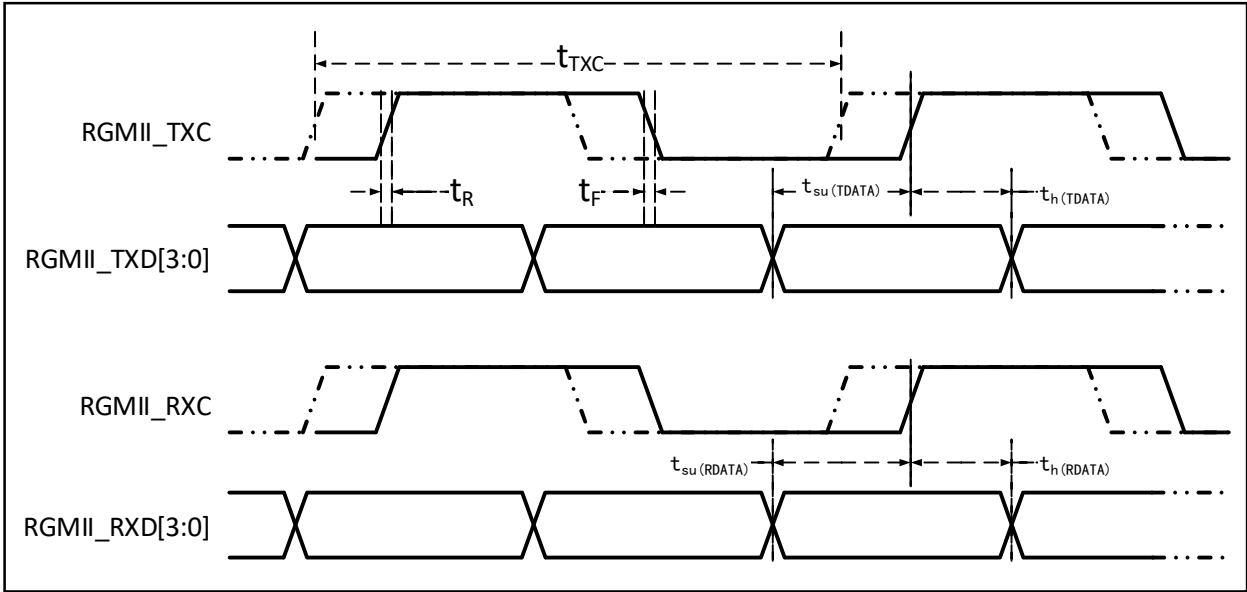 tTXC
RGMII_TXC
tR
tF
tsu(TDATA)
th(TDATA)
RGMII_TXD[3:0]
RGMII_RXC
tsu(RDATA)
th(RDATA)
RGMII_RXD[3:0]